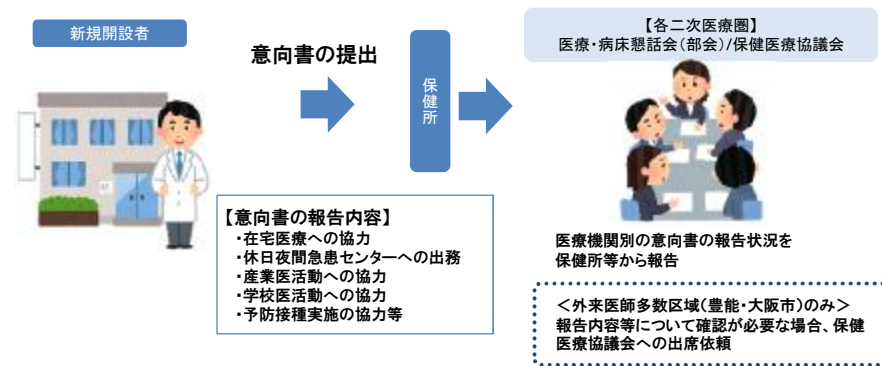 新規開設者
意向書の提出
保健所
【各二次医療圏】
医療・病床懇話会（部会）/保健医療協議会
【意向書の報告内容】
・在宅医療への協力
・休日夜間急患センターへの出務
・産業医活動への協力
・学校医活動への協力
・予防接種実施の協力等
医療機関別の意向書の報告状況を
保健所等から報告
＜外来医師多数区域（豊能・大阪市）のみ＞
報告内容等について確認が必要な場合、保健
医療協議会への出席依頼